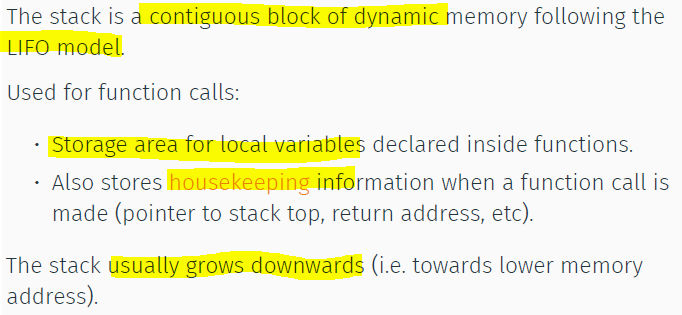 The stack is a contiguous block of dynamic memory following the
LIFO model.
Used for function calls:
• Storage area for local variables declared inside functions.
• Also stores housekeeping information when a function call is
made (pointer to stack top, return address, etc).
The stack usually grows downwards (i.e. towards lower memory
address).